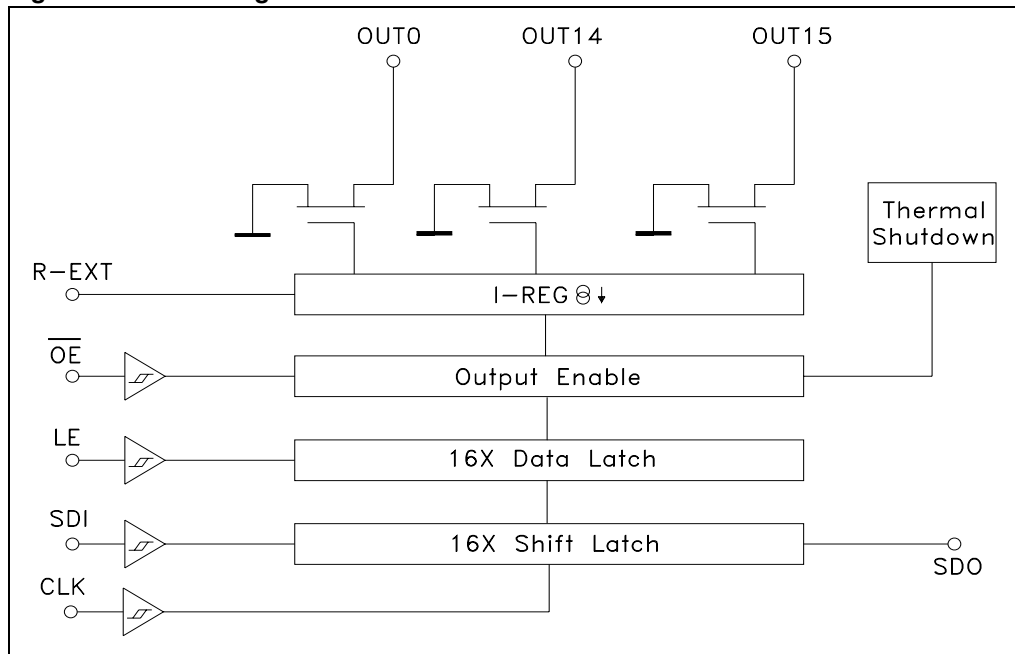 OUT0 OUT14 OUT15
Thermal
Shutdown
R-EXT
I-REG
OE
Output Enable
LE
16X Data Latch
SDI
16X Shift Latch
SDO
CLK